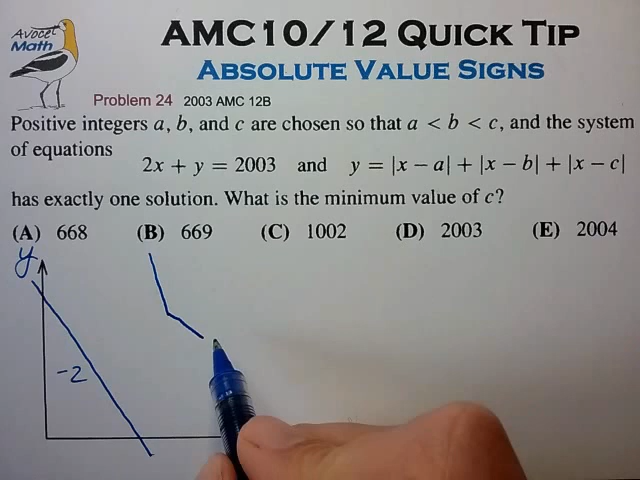 Avocet
Math
AMC10/12 QUICK TIP
ABSOLUTE VALUE SIGNS
Problem 24 2003 AMC 12B
Positive integers a, b, and c are chosen so that a < b < c, and the system
of equations
2x + y = 2003 and y = |x − a| + |x − b| + |x − c|
has exactly one solution. What is the minimum value of c?
(A) 668 (B) 669 (C) 1002 (D) 2003 (E) 2004
y
-2